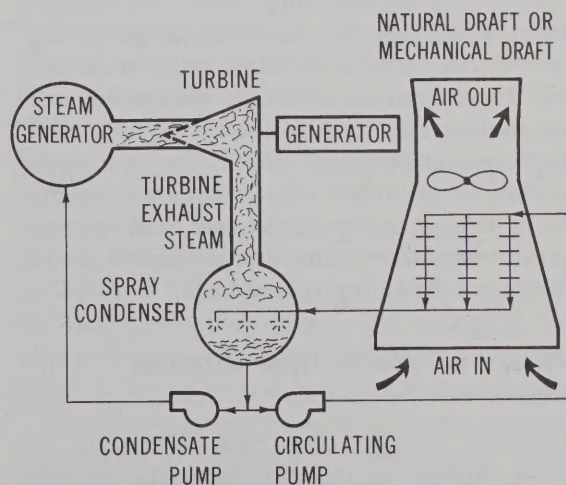 NATURAL DRAFT OR
MECHANICAL DRAFT
TURBINE
AIR OUT
STEAM
GENERATOR
GENERATOR
TURBINE
EXHAUST
STEAM
SPRAY
CONDENSER
AIR IN
CONDENSATE
PUMP
CIRCULATING
PUMP